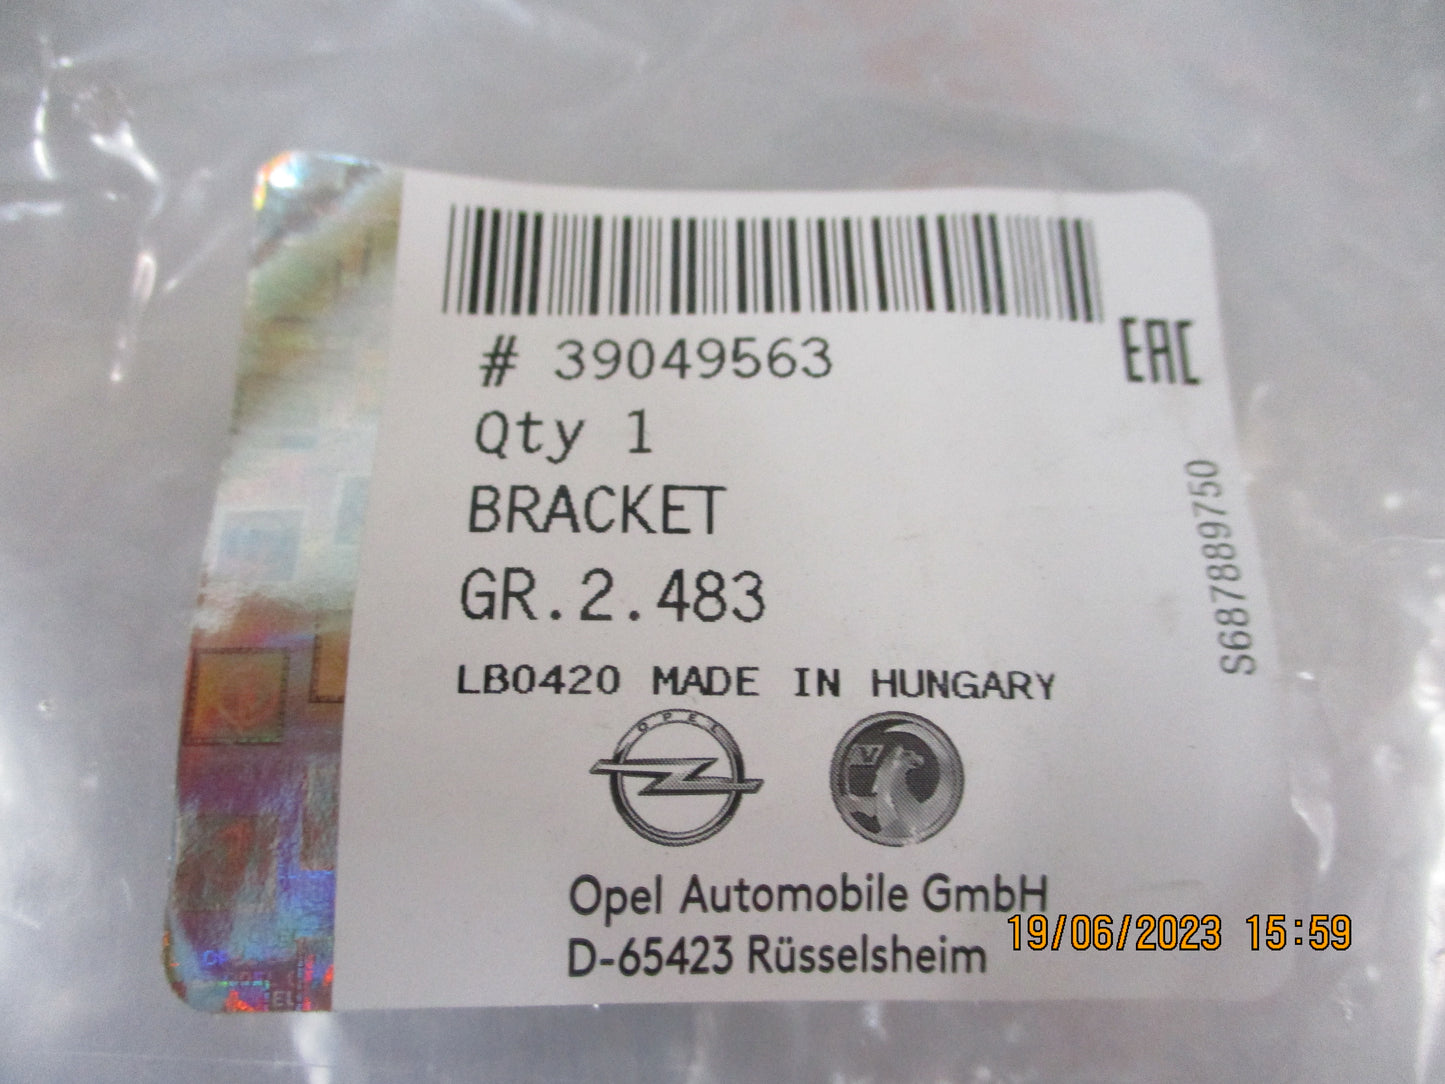 # 39049563
EAC
Qty 1
BRACKET
GR.2.483
S687889750
LB0420 MADE IN HUNGARY
OPEL
V
Opel Automobile GmbH
D-65423 Rüsselsheim
19/06/2023 15:59